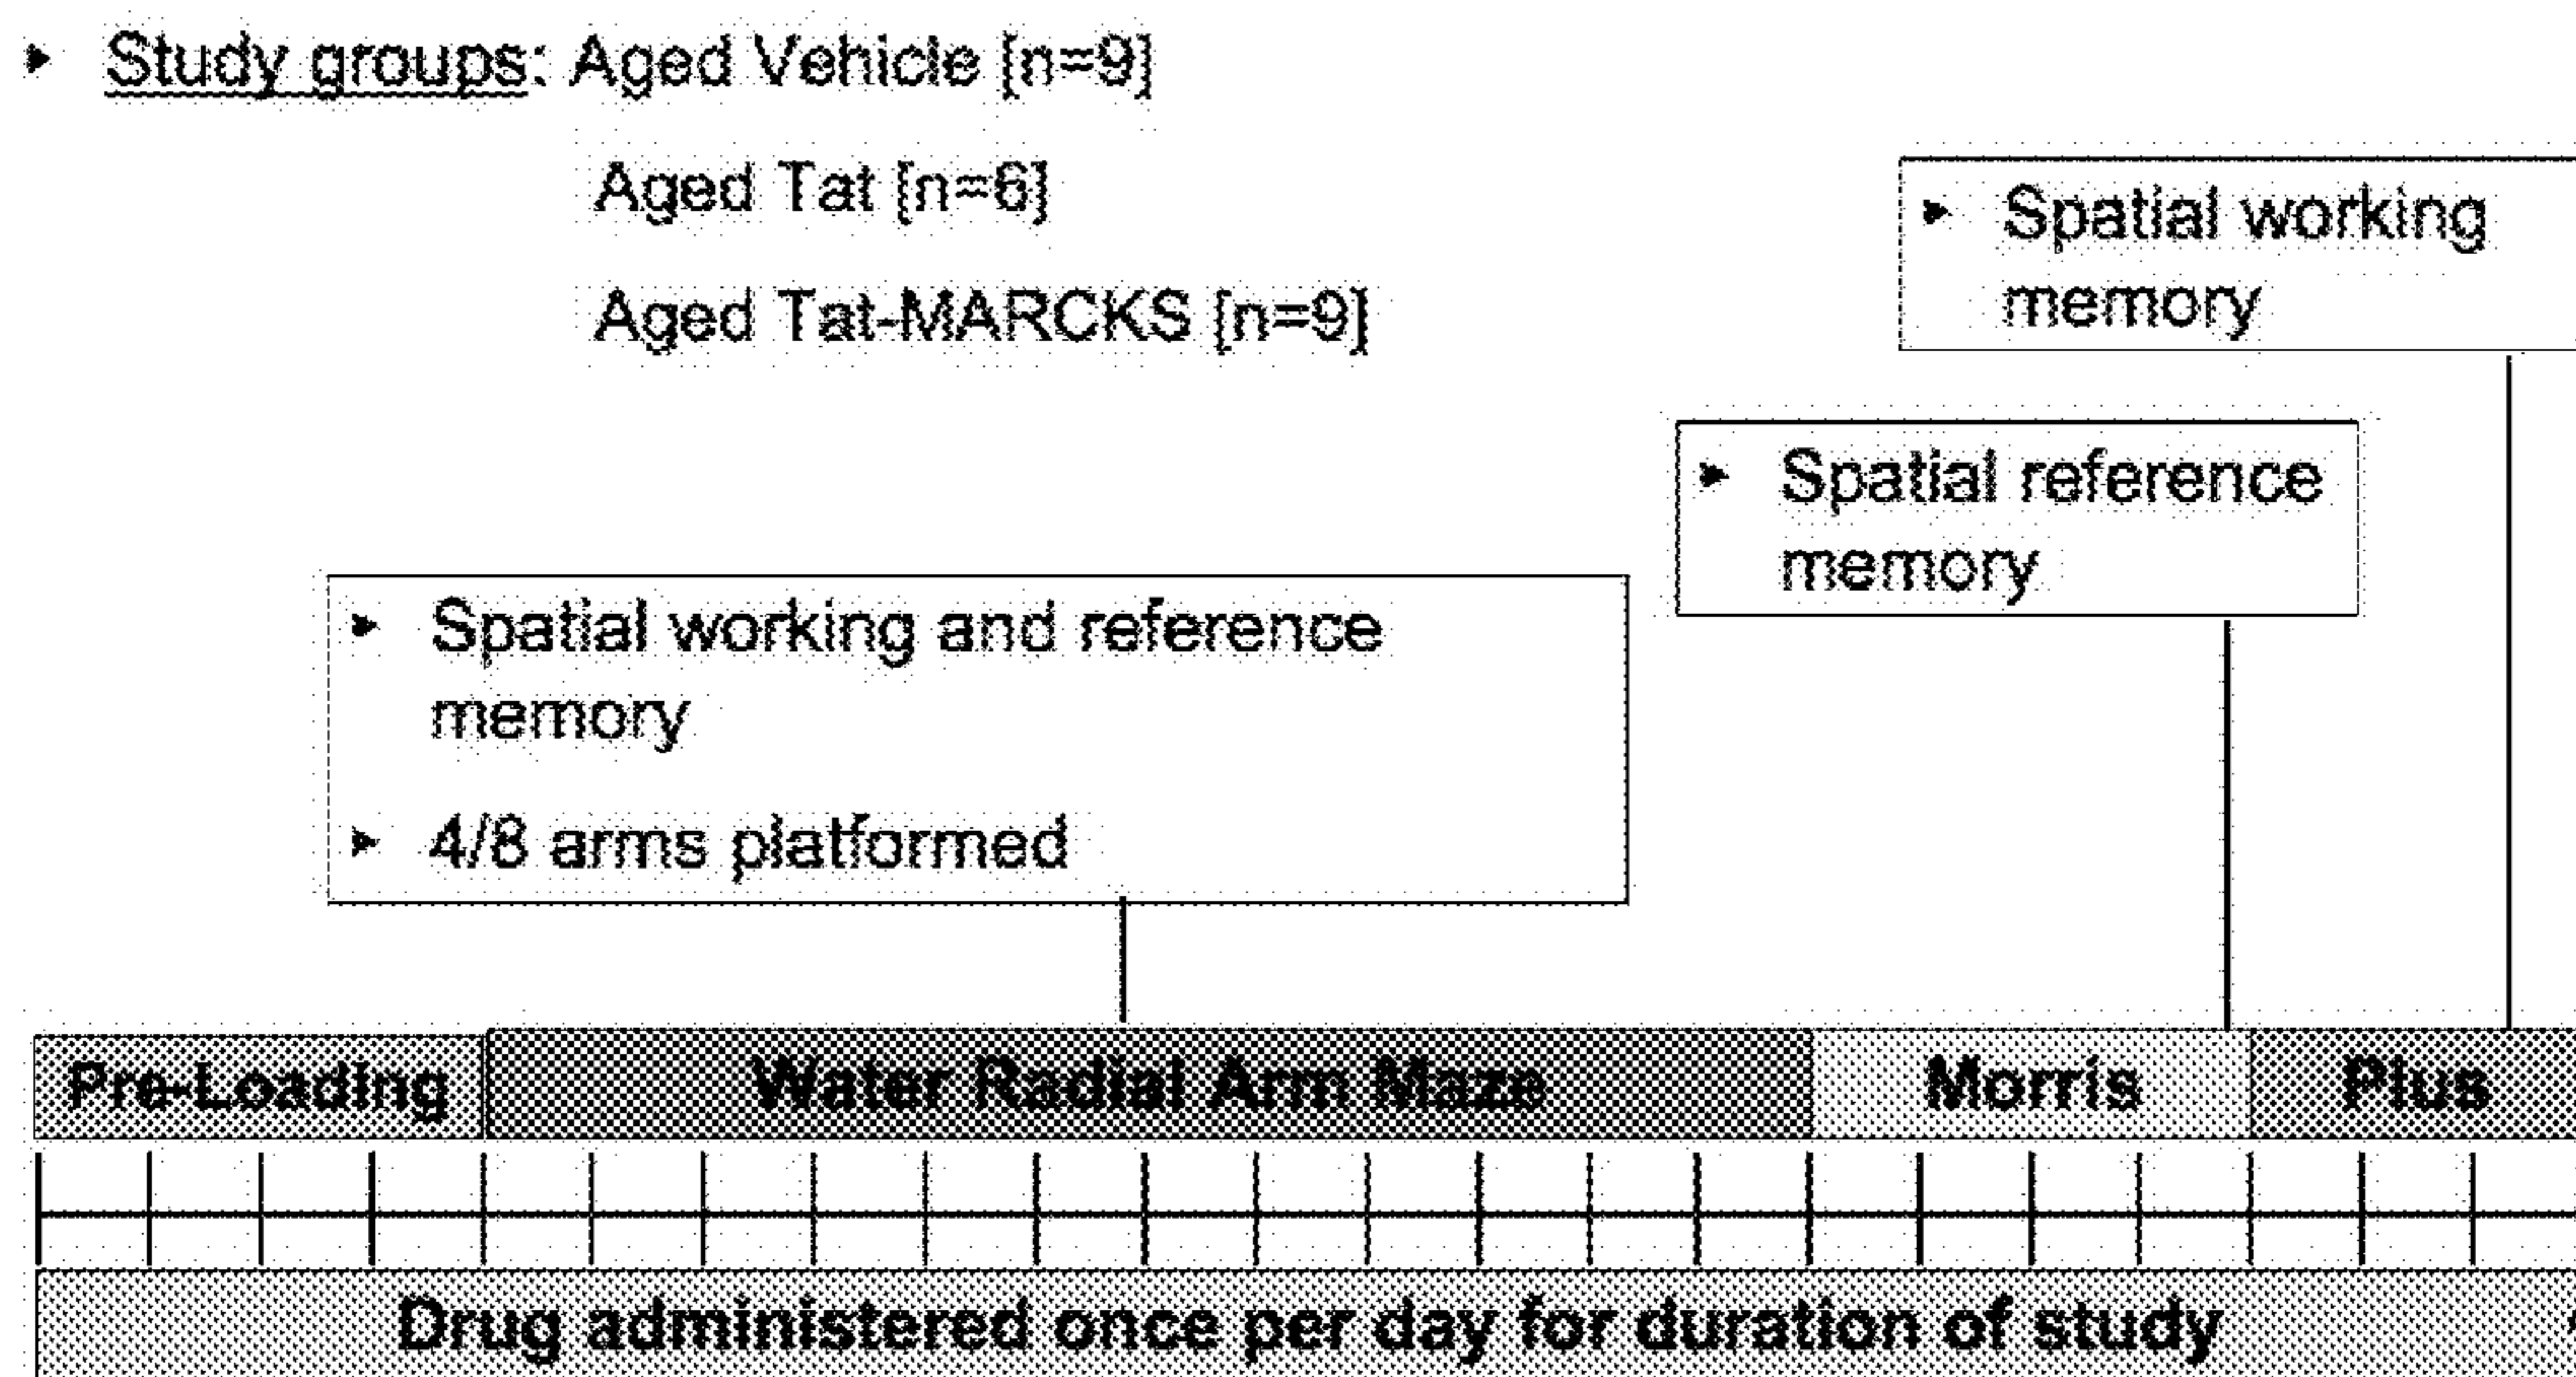 ‣ Study groups: Aged Vehicle [n=9]
Aged Tat [n=6]
Aged Tat-MARCKS [n=9]
‣ Spatial working
memory
‣ Spatial reference
memory
‣ Spatial working and reference
memory
‣ 4/8 arms platformed
Pre-Loading Water Radial Arm Maze Morris Plus
Drug administered once per day for duration of study